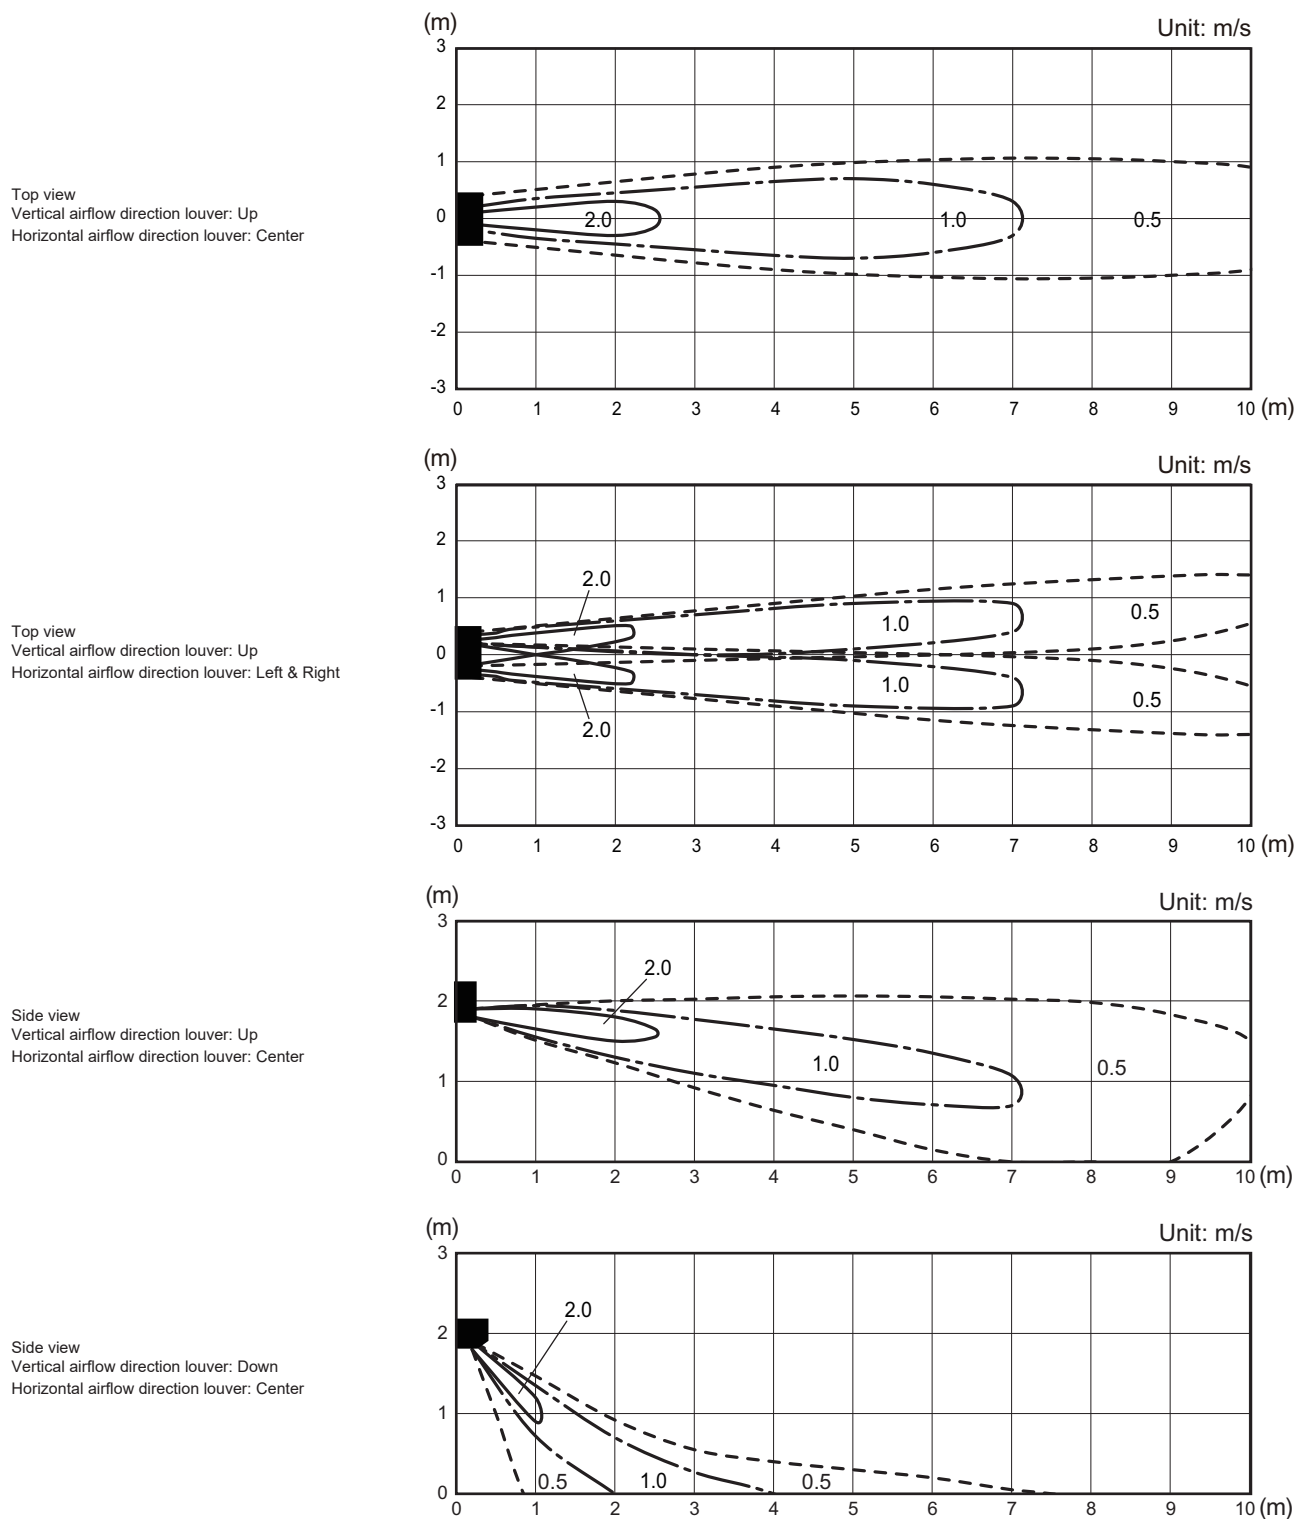 (m)
Unit: m/s
3
2
1
0
-1
-2
-3
2.0
1.0
0.5
0 1 2 3 4 5 6 7 8 9 10 (m)
Top view
Vertical airflow direction louver: Up
Horizontal airflow direction louver: Center
(m)
Unit: m/s
3
2
1
0
-1
-2
-3
2.0
1.0
0.5
1.0
0.5
2.0
0 1 2 3 4 5 6 7 8 9 10 (m)
Top view
Vertical airflow direction louver: Up
Horizontal airflow direction louver: Left & Right
(m)
Unit: m/s
3
2
1
0
2.0
1.0
0.5
0 1 2 3 4 5 6 7 8 9 10 (m)
Side view
Vertical airflow direction louver: Up
Horizontal airflow direction louver: Center
(m)
Unit: m/s
3
2
1
0
2.0
0.5
1.0
0.5
0 1 2 3 4 5 6 7 8 9 10 (m)
Side view
Vertical airflow direction louver: Down
Horizontal airflow direction louver: Center